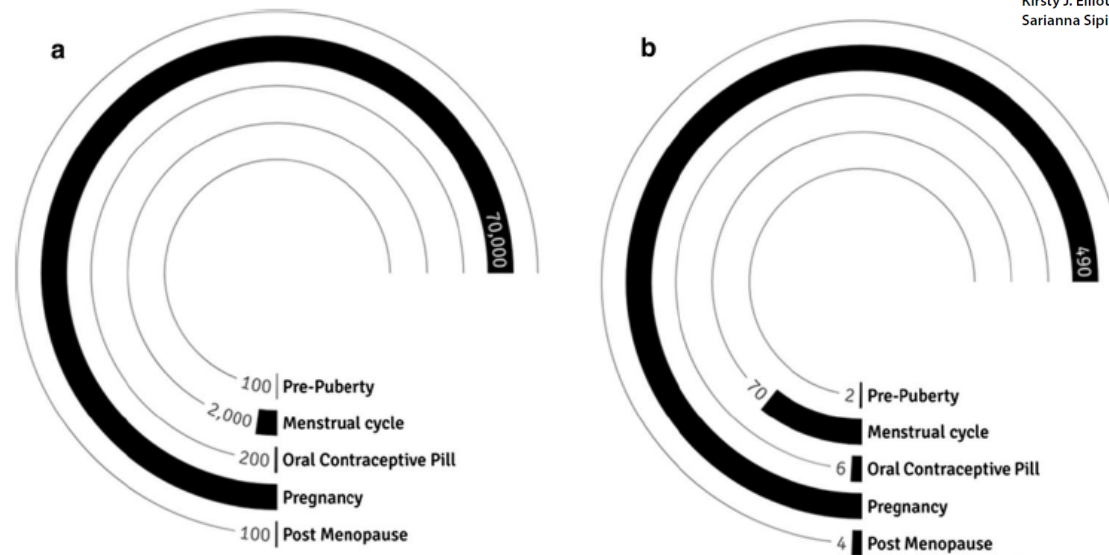 Kirsty J. Elliot
Sarianna Sipi
a
70,000
100 Pre-Puberty
2,000 Menstrual cycle
200 Oral Contraceptive Pill
Pregnancy
100 Post Menopause
b
490
2 Pre-Puberty
70 Menstrual cycle
6 Oral Contraceptive Pill
Pregnancy
4 Post Menopause